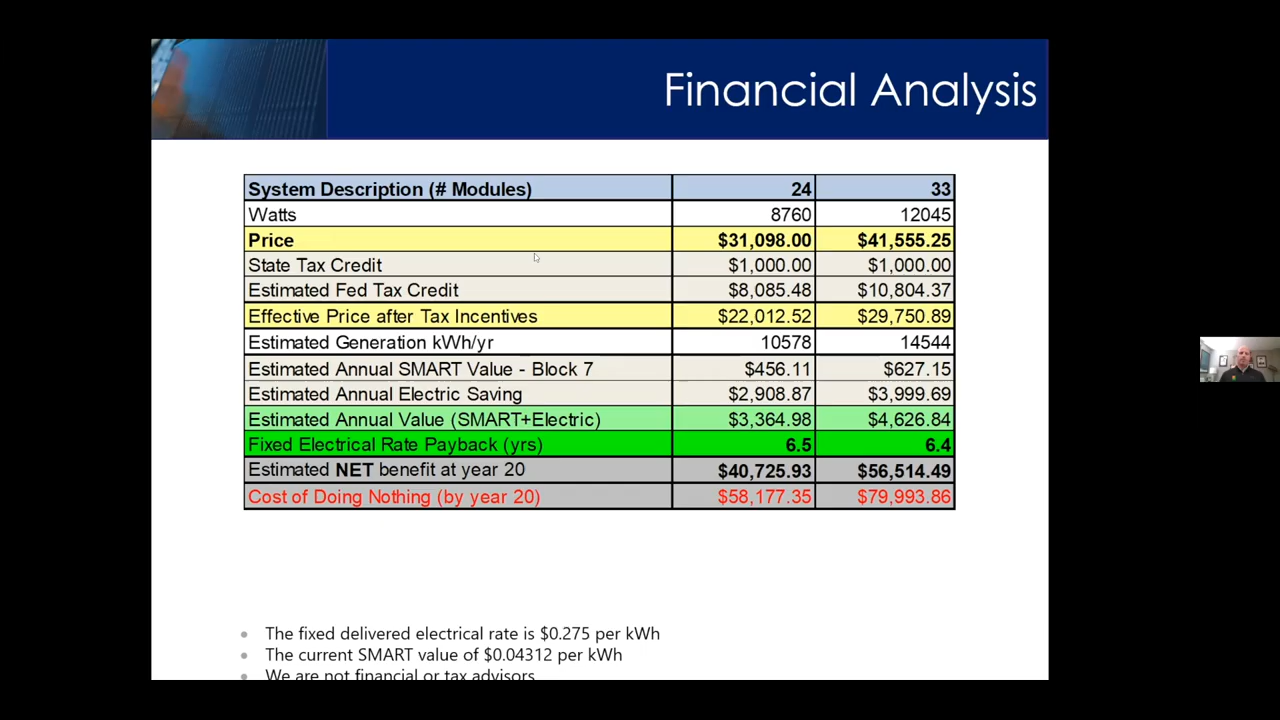 Financial Analysis
System Description (# Modules) 24 33
Watts 8760 12045
Price $31,098.00 $41,555.25
State Tax Credit $1,000.00 $1,000.00
Estimated Fed Tax Credit $8,085.48 $10,804.37
Effective Price after Tax Incentives $22,012.52 $29,750.89
Estimated Generation kWh/yr 10578 14544
Estimated Annual SMART Value - Block 7 $456.11 $627.15
Estimated Annual Electric Saving $2,908.87 $3,999.69
Estimated Annual Value (SMART+Electric) $3,364.98 $4,626.84
Fixed Electrical Rate Payback (yrs) 6.5 6.4
Estimated NET benefit at year 20 $40,725.93 $56,514.49
Cost of Doing Nothing (by year 20) $58,177.35 $79,993.86
• The fixed delivered electrical rate is $0.275 per kWh
• The current SMART value of $0.04312 per kWh
• We are not financial or tax advisors